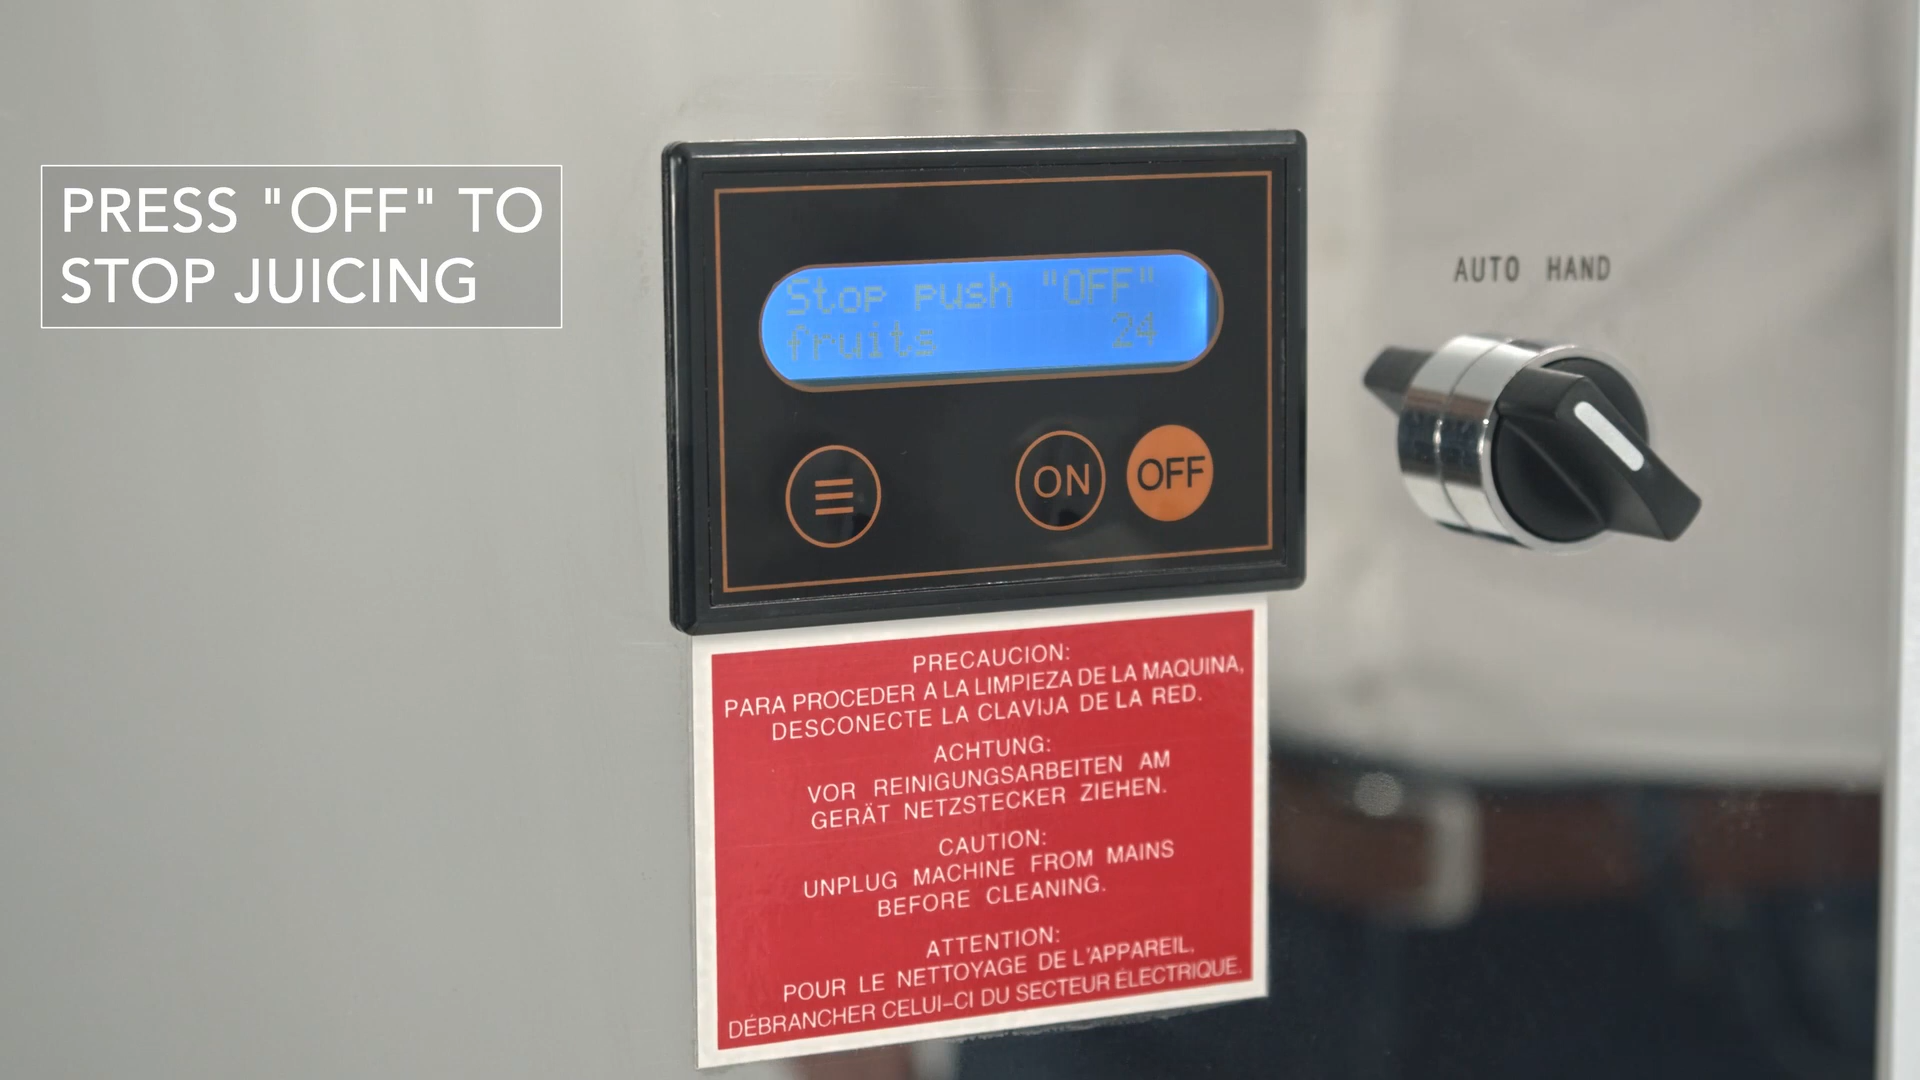 PRESS "OFF" TO
STOP JUICING
Stop push "OFF"
fruits 24
ON
OFF
AUTO HAND
PRECAUCION:
PARA PROCEDER A LA LIMPIEZA DE LA MAQUINA,
DESCONECTE LA CLAVIJA DE LA RED.
ACHTUNG:
VOR REINIGUNGSARBEITEN AM
GERÄT NETZSTECKER ZIEHEN.
CAUTION:
UNPLUG MACHINE FROM MAINS
BEFORE CLEANING.
ATTENTION:
POUR LE NETTOYAGE DE L'APPAREIL,
DÉBRANCHER CELUI-CI DU SECTEUR ÉLECTRIQUE.